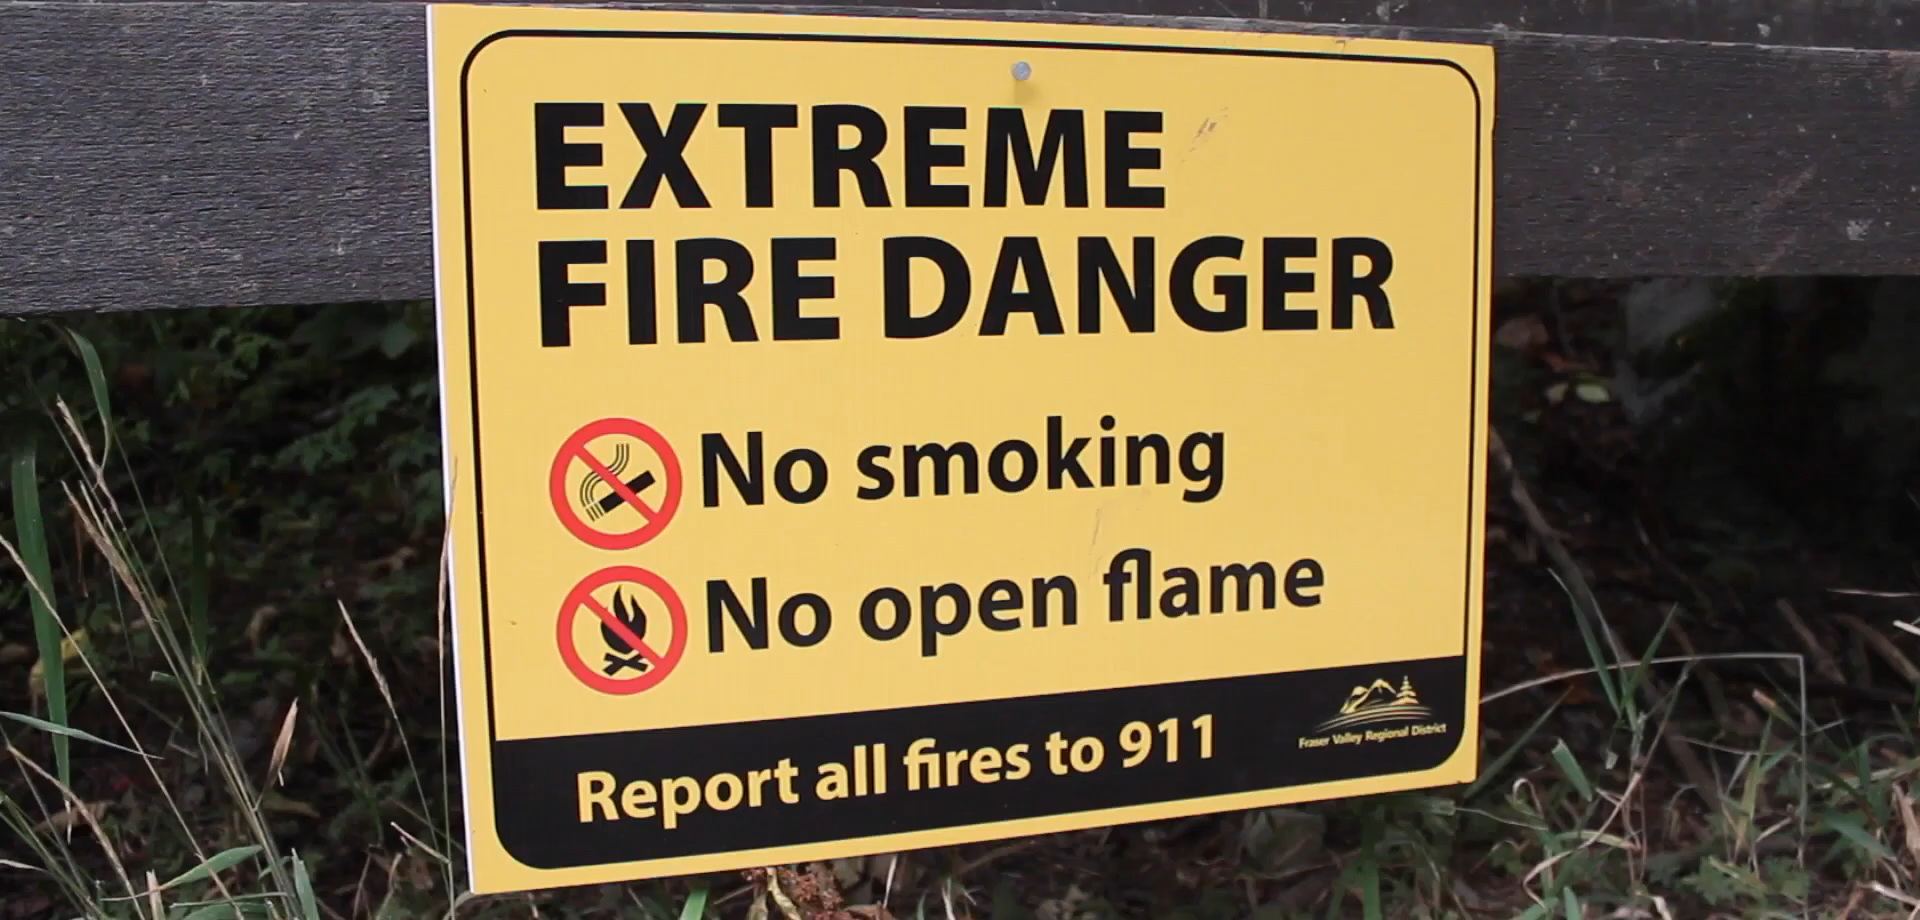 EXTREME
FIRE DANGER
No smoking
No open flame
Report all fires to 911
Fraser Valley Regional District